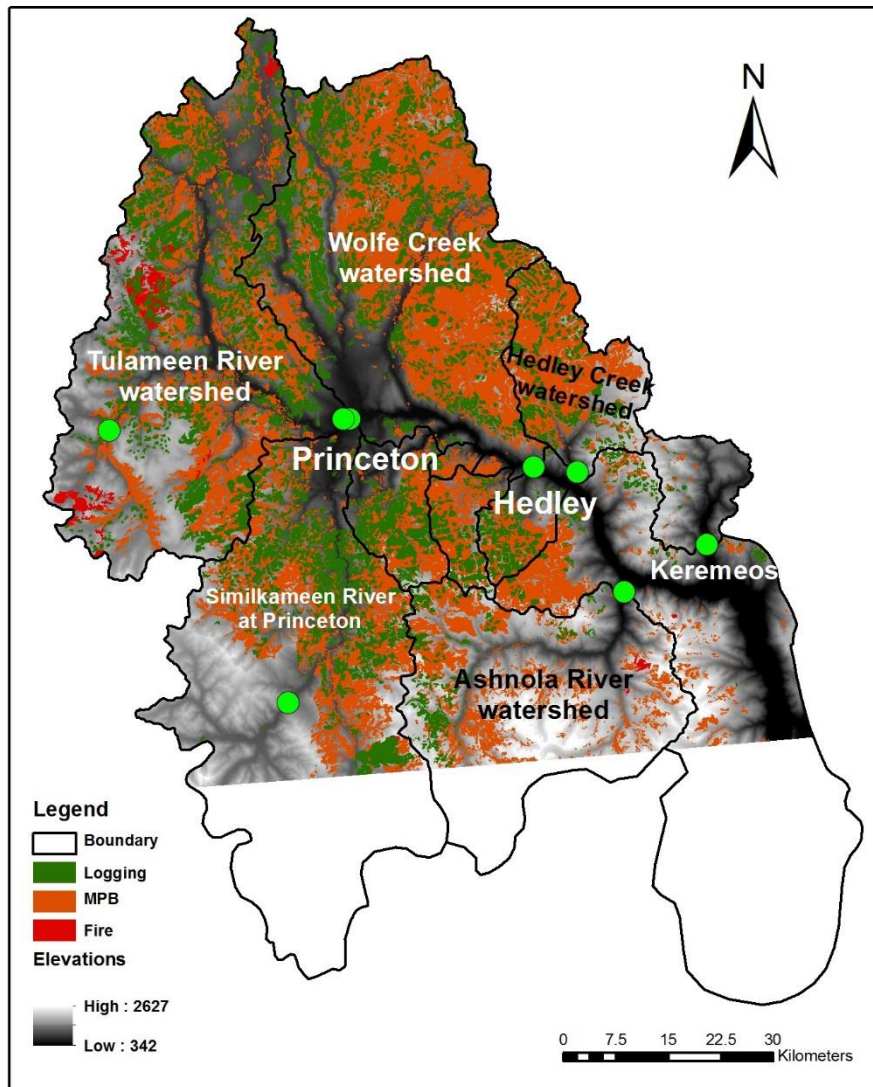 N
Wolfe Creek
watershed
Hedley Creek
watershed
Tulameen River
watershed
Princeton
Hedley
Keremeos
Similkameen River
at Princeton
Ashnola River
watershed
Legend
Boundary
Logging
MPB
Fire
Elevations
High : 2627
Low : 342
0 7.5 15 22.5 30
Kilometers